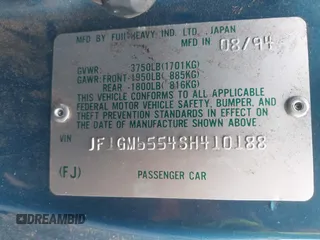 MFD BY FUJI HEAVY IND. LTD., JAPAN
MFD IN 08/94
GVWR: 3750LB(1701KG)
GAWR:FRONT-1950LB( 885KG)
REAR -1800LB( 816KG)
THIS VEHICLE CONFORMS TO ALL APPLICABLE
FEDERAL MOTOR VEHICLE SAFETY, BUMPER, AND
THEFT PREVENTION STANDARDS IN EFFECT ON THE
DATE OF MANUFACTURE SHOWN ABOVE.
VIN JF1GM6554SH410188
(FJ) PASSENGER CAR
DREAMBID